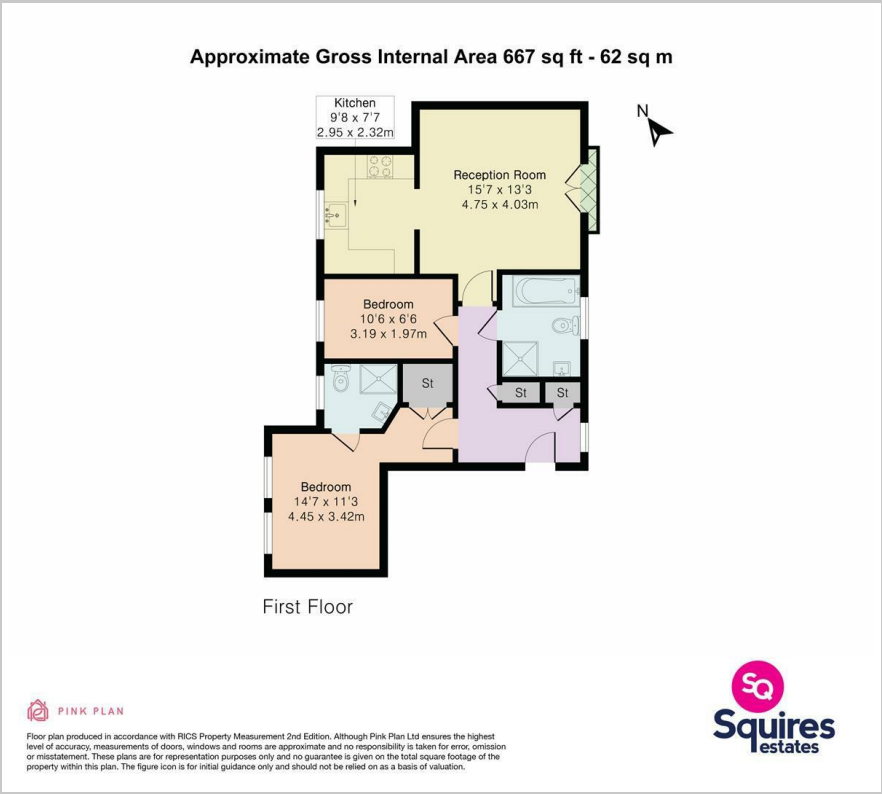 Approximate Gross Internal Area 667 sq ft - 62 sq m
Kitchen
9'8 x 7'7
2.95 x 2.32m
N
Reception Room
15'7 x 13'3
4.75 x 4.03m
Bedroom
10'6 x 6'6
3.19 x 1.97m
St
St
St
Bedroom
14'7 x 11'3
4.45 x 3.42m
First Floor
PINK PLAN
Floor plan produced in accordance with RICS Property Measurement 2nd Edition. Although Pink Plan Ltd ensures the highest
level of accuracy, measurements of doors, windows and rooms are approximate and no responsibility is taken for error, omission
or misstatement. These plans are for representation purposes only and no guarantee is given on the total square footage of the
property within this plan. The figure icon is for initial guidance only and should not be relied on as a basis of valuation.
SQ
Squires
estates